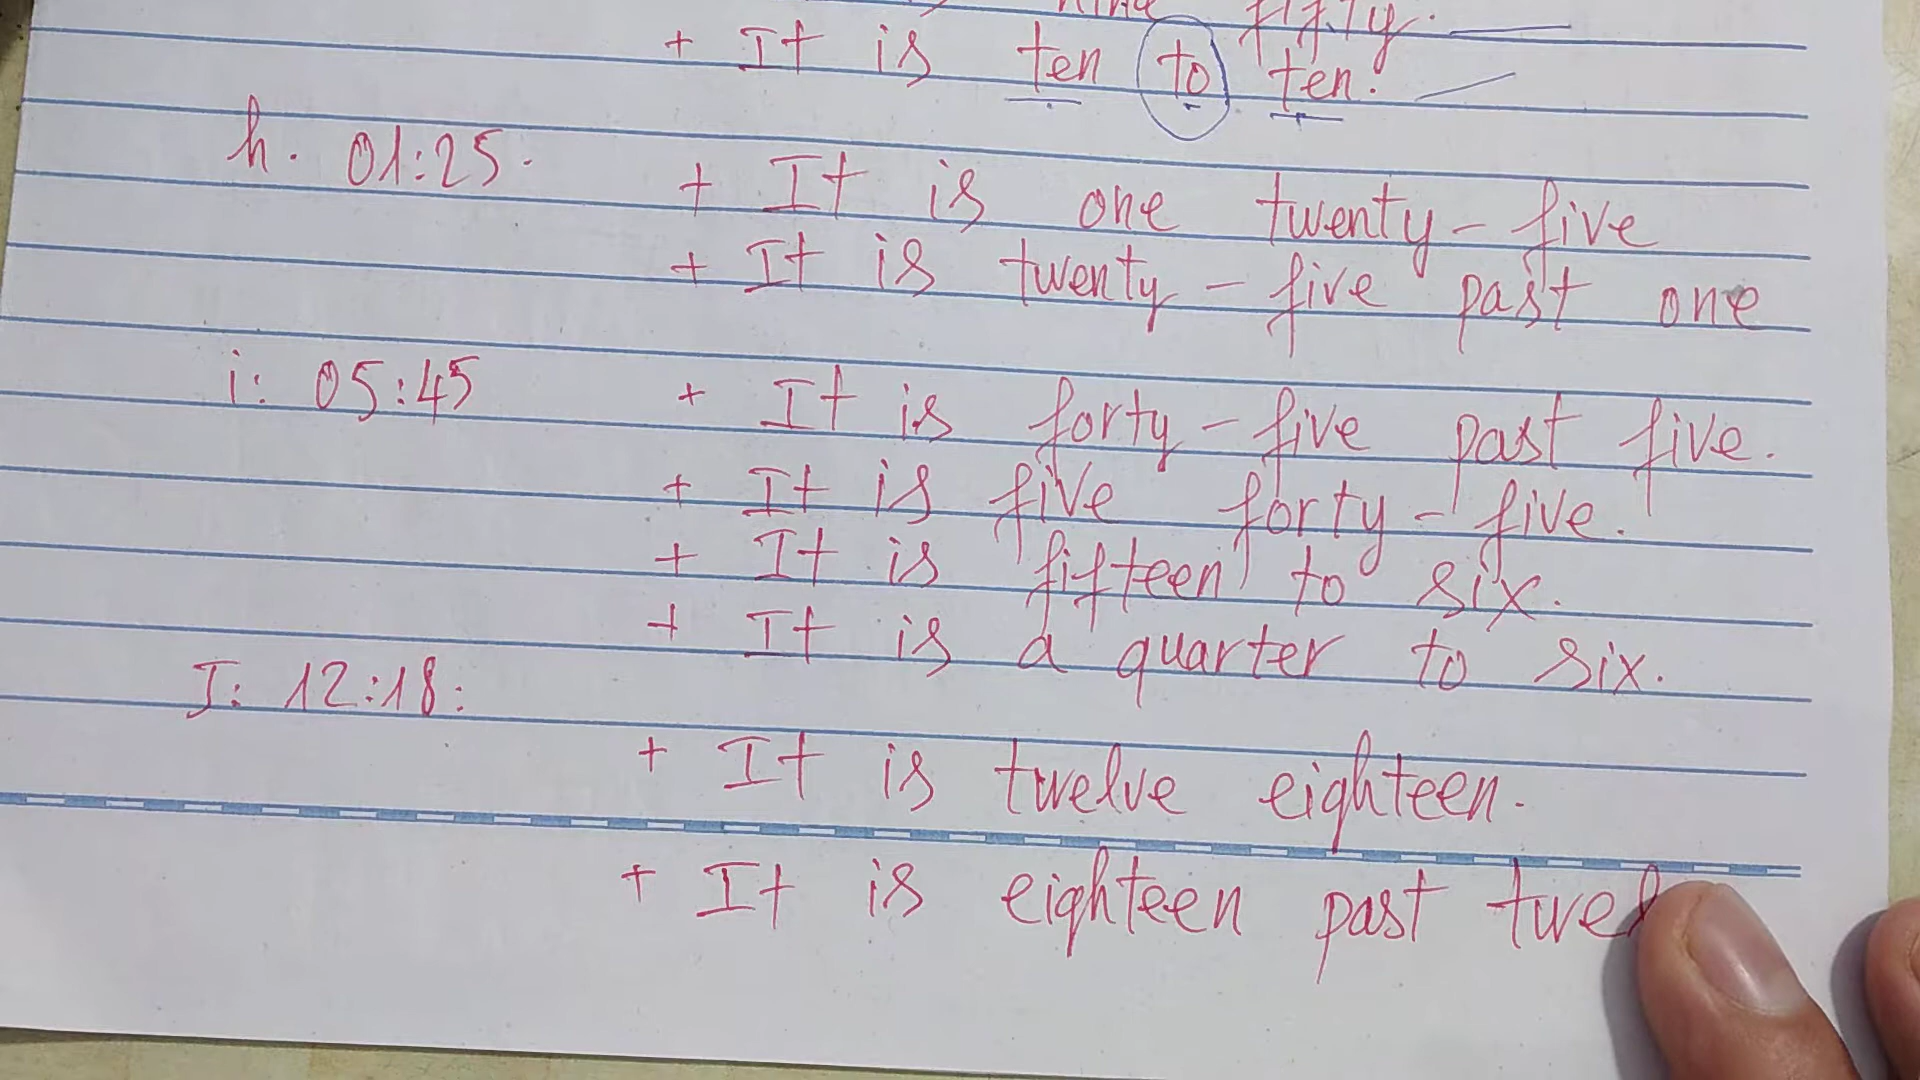 fifty.
+ It is ten to ten.
h. 01:25.
+ It is one twenty-five
+ It is twenty-five past one
i: 05:45
+ It is forty-five past five.
+ It is five forty-five.
+ It is fifteen to six.
+ It is a quarter to six.
J: 12:18:
+ It is twelve eighteen.
+ It is eighteen past